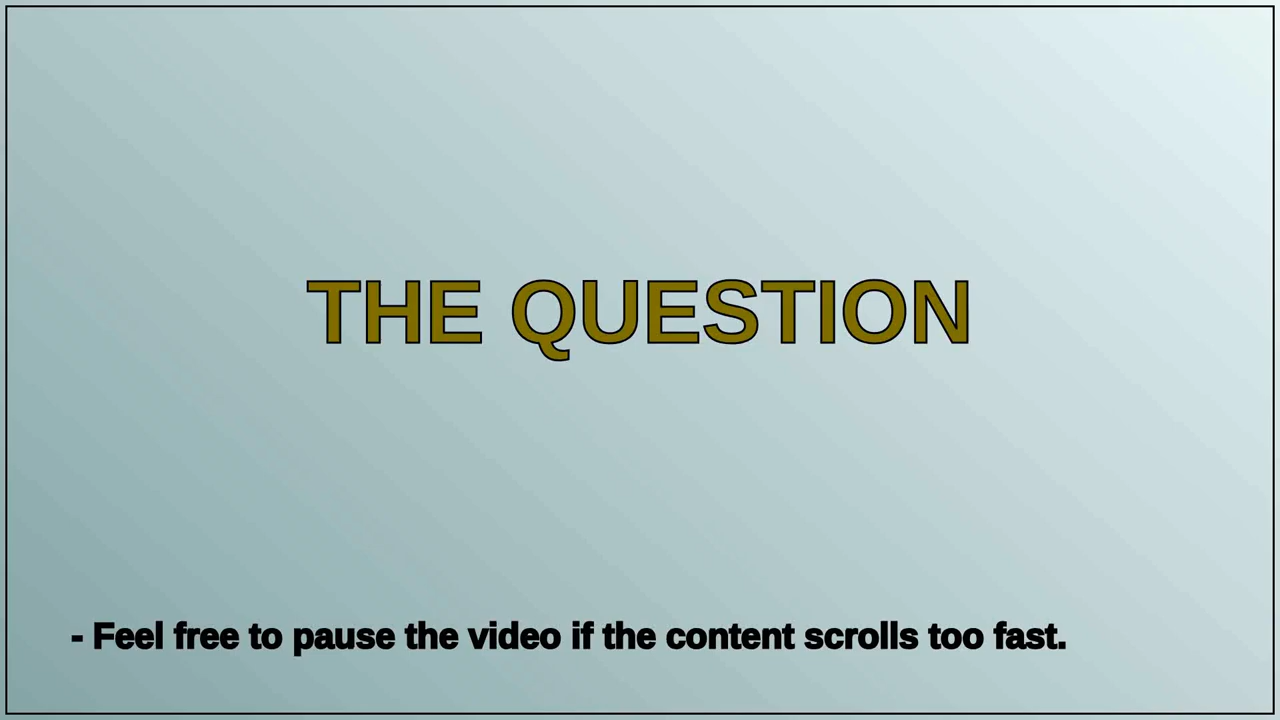 THE QUESTION
- Feel free to pause the video if the content scrolls too fast.